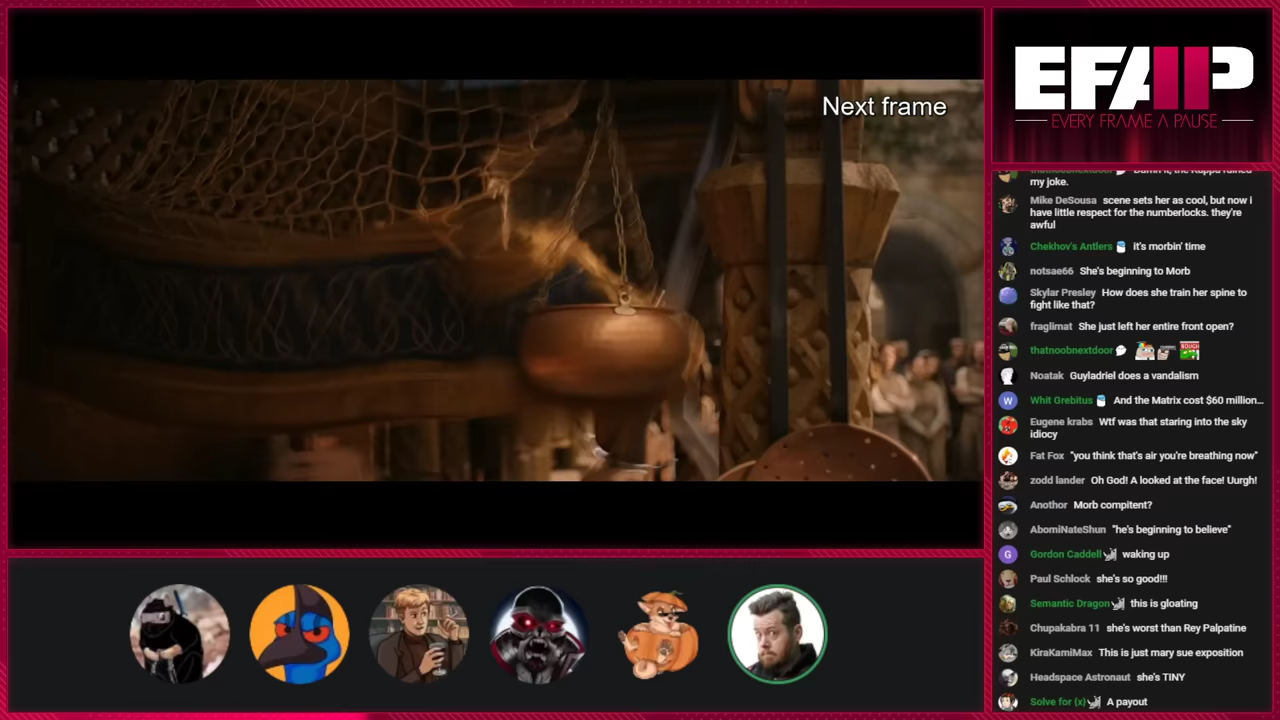 Next frame
EFAP
EVERY FRAME A PAUSE
my joke.
Mike DeSousa scene sets her as cool, but now i
have little respect for the numberlocks. they're
awful
Chekhov's Antlers it's morbin' time
notsae66 She's beginning to Morb
Skylar Presley How does she train her spine to
fight like that?
fraglimat She just left her entire front open?
thatnoobnextdoor
Noatak Guyladriel does a vandalism
W Whit Grebitus And the Matrix cost $60 million...
Eugene krabs Wtf was that staring into the sky
idiocy
Fat Fox "you think that's air you're breathing now"
zodd lander Oh God! A looked at the face! Uurgh!
Anothor Morb compitent?
AbomiNateShun "he's beginning to believe"
G Gordon Caddell waking up
Paul Schlock she's so good!!!
Semantic Dragon this is gloating
Chupakabra 11 she's worst than Rey Palpatine
KiraKamiMax This is just mary sue exposition
Headspace Astronaut she's TINY
Solve for (x) A payout